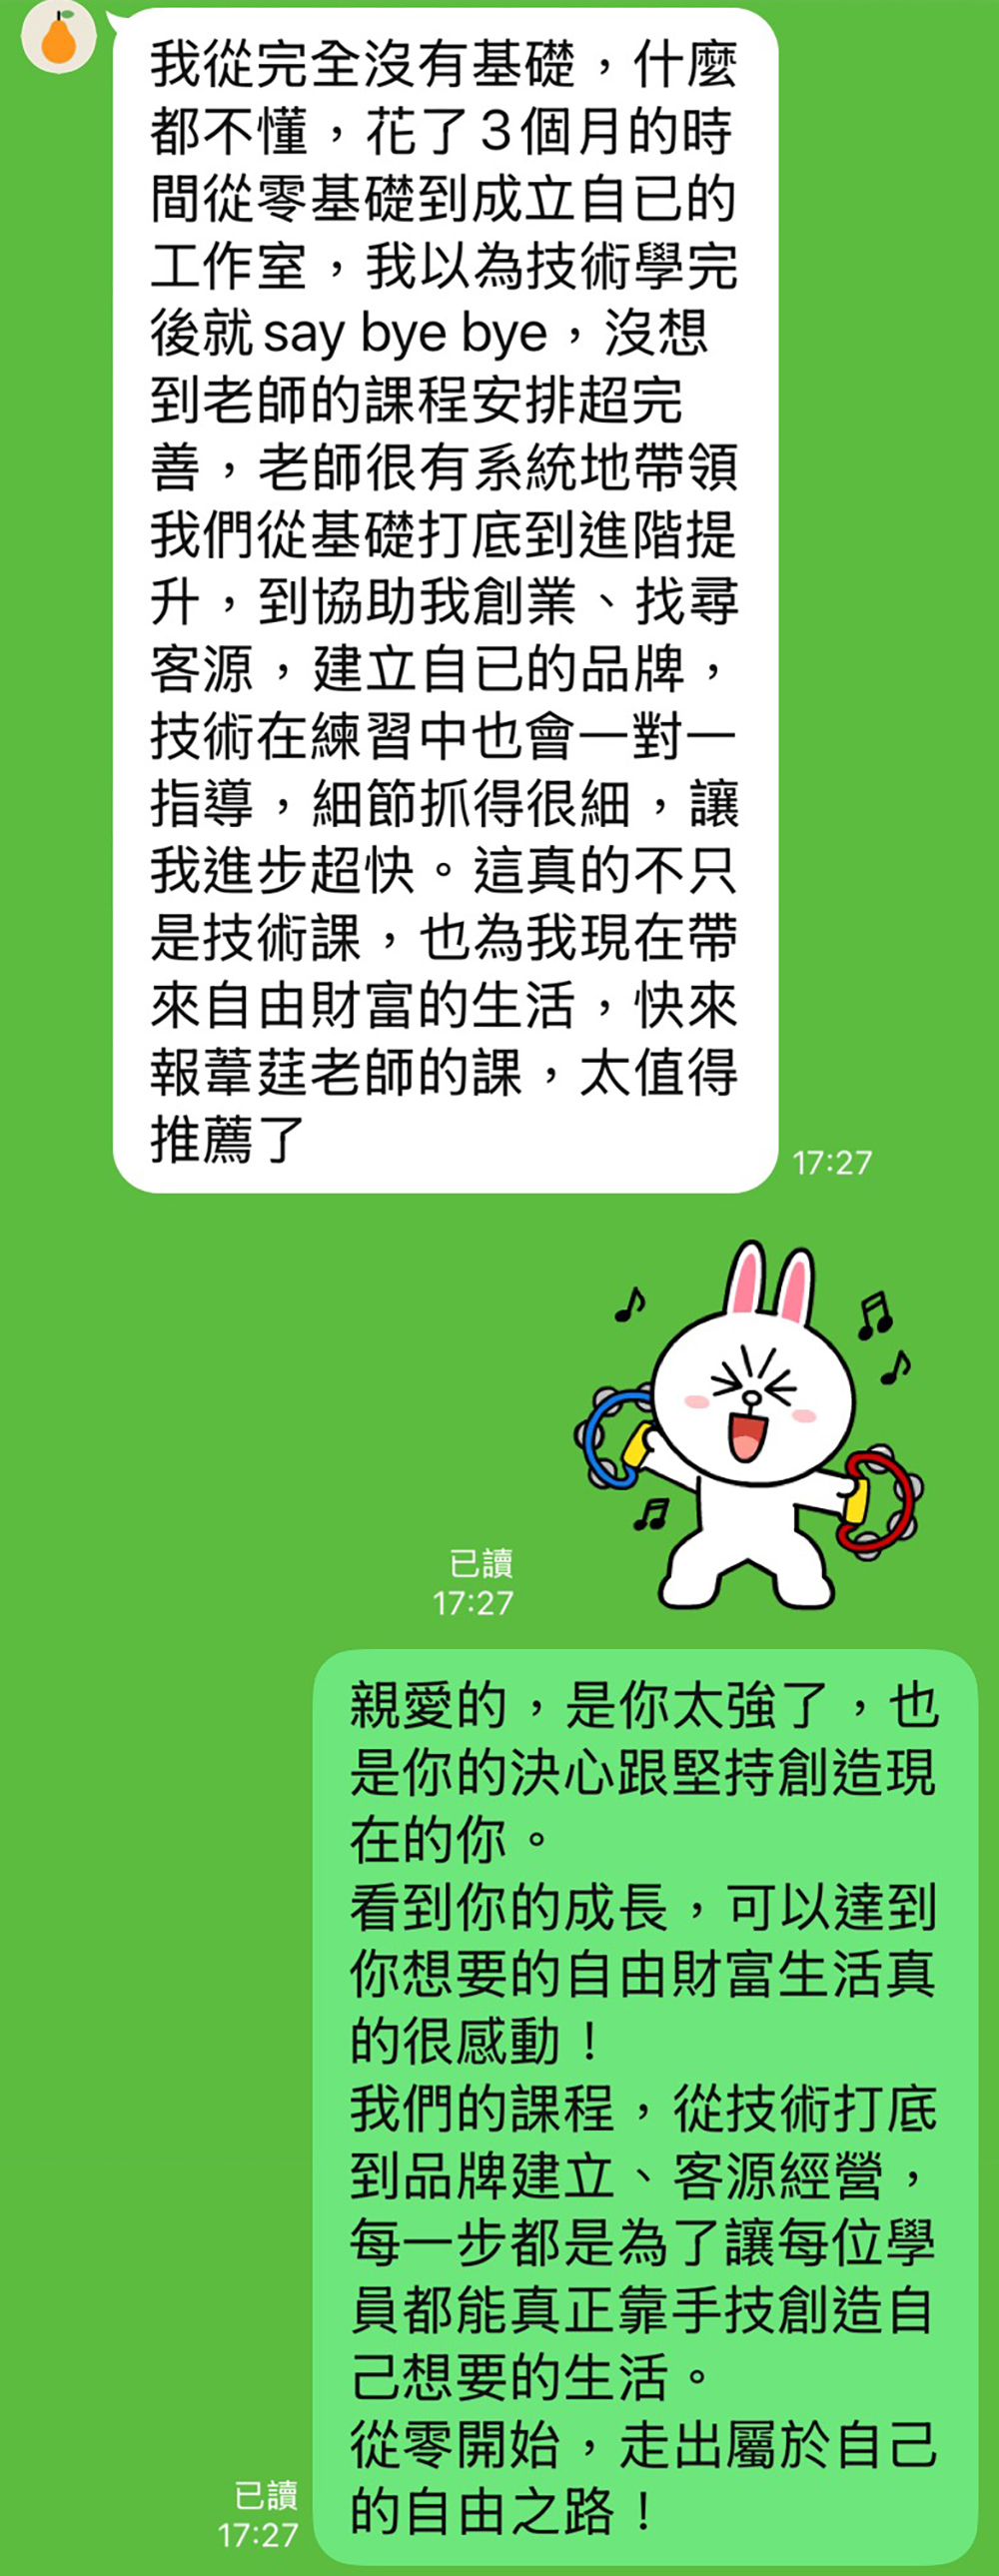 我從完全沒有基礎，什麼
都不懂，花了3個月的時
間從零基礎到成立自已的
工作室，我以為技術學完
後就say bye bye，沒想
到老師的課程安排超完
善，老師很有系統地帶領
我們從基礎打底到進階提
升，到協助我創業、找尋
客源，建立自已的品牌，
技術在練習中也會一對一
指導，細節抓得很細，讓
我進步超快。這真的不只
是技術課，也為我現在帶
來自由財富的生活，快來
報葦莛老師的課，太值得
推薦了
17:27
已讀
17:27
親愛的，是你太強了，也
是你的決心跟堅持創造現
在的你。
看到你的成長，可以達到
你想要的自由財富生活真
的很感動！
我們的課程，從技術打底
到品牌建立、客源經營，
每一步都是為了讓每位學
員都能真正靠手技創造自
己想要的生活。
從零開始，走出屬於自己
的自由之路！
已讀
17:27